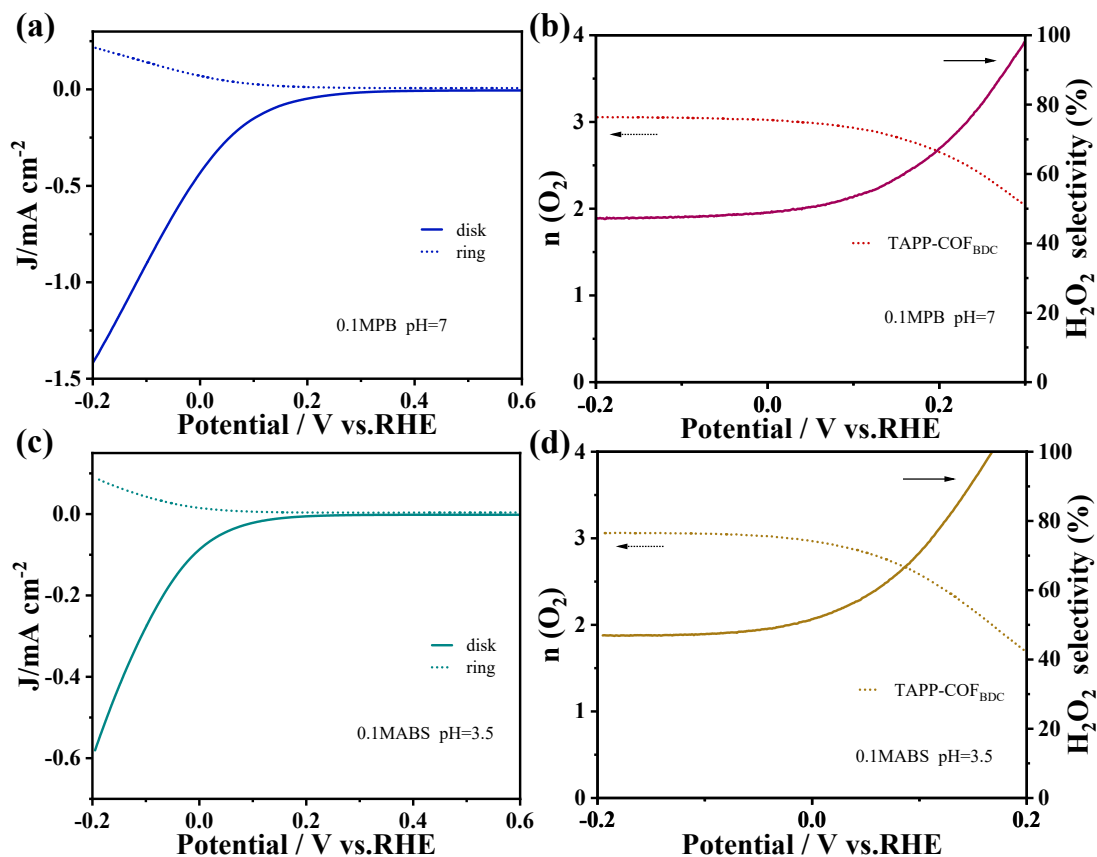 (a)
J/mA cm⁻²
0.0
-0.5
-1.0
-1.5
disk
ring
0.1MPB pH=7
-0.2 0.0 0.2 0.4 0.6
Potential / V vs.RHE
(b)
n (O₂)
4
3
2
1
0
100
80
60
40
20
0
H₂O₂ selectivity (%)
TAPP-COF_BDC
0.1MPB pH=7
-0.2 0.0 0.2
Potential / V vs.RHE
(c)
J/mA cm⁻²
0.0
-0.2
-0.4
-0.6
disk
ring
0.1MABS pH=3.5
-0.2 0.0 0.2 0.4 0.6
Potential / V vs.RHE
(d)
n (O₂)
4
3
2
1
0
100
80
60
40
20
0
H₂O₂ selectivity (%)
TAPP-COF_BDC
0.1MABS pH=3.5
-0.2 0.0 0.2
Potential / V vs.RHE